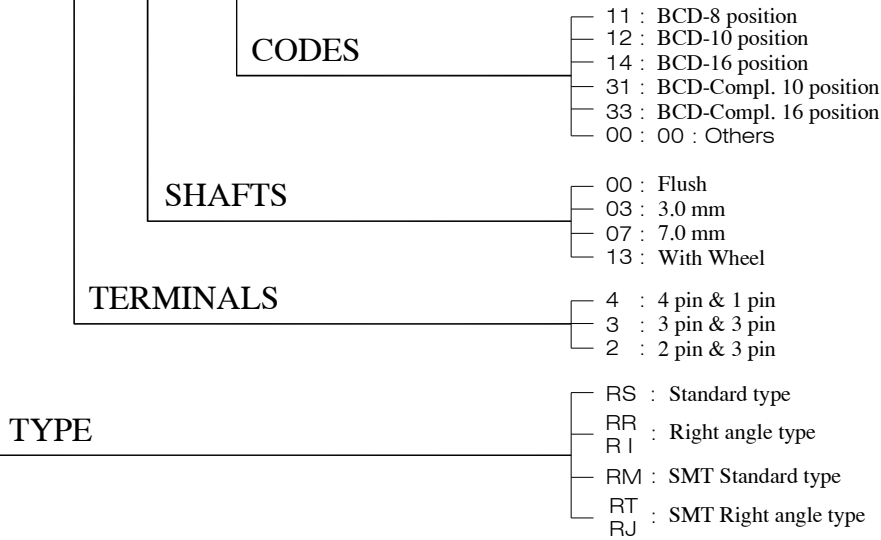 CODES
11 : BCD-8 position
12 : BCD-10 position
14 : BCD-16 position
31 : BCD-Compl. 10 position
33 : BCD-Compl. 16 position
00 : 00 : Others
SHAFTS
00 : Flush
03 : 3.0 mm
07 : 7.0 mm
13 : With Wheel
TERMINALS
4 : 4 pin & 1 pin
3 : 3 pin & 3 pin
2 : 2 pin & 3 pin
TYPE
RS : Standard type
RR
RI : Right angle type
RM : SMT Standard type
RT
RJ : SMT Right angle type